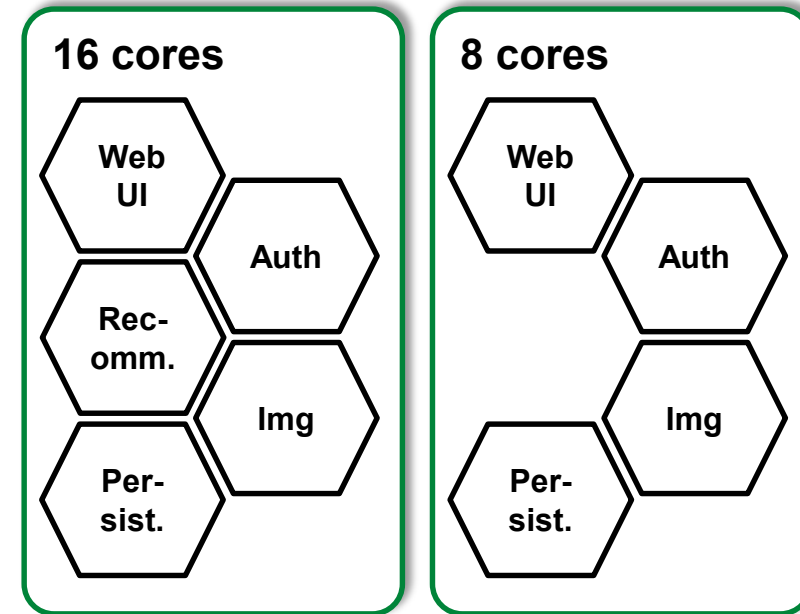 16 cores
Web
UI
Auth
Rec-
omm.
Img
Per-
sist.
8 cores
Web
UI
Auth
Img
Per-
sist.